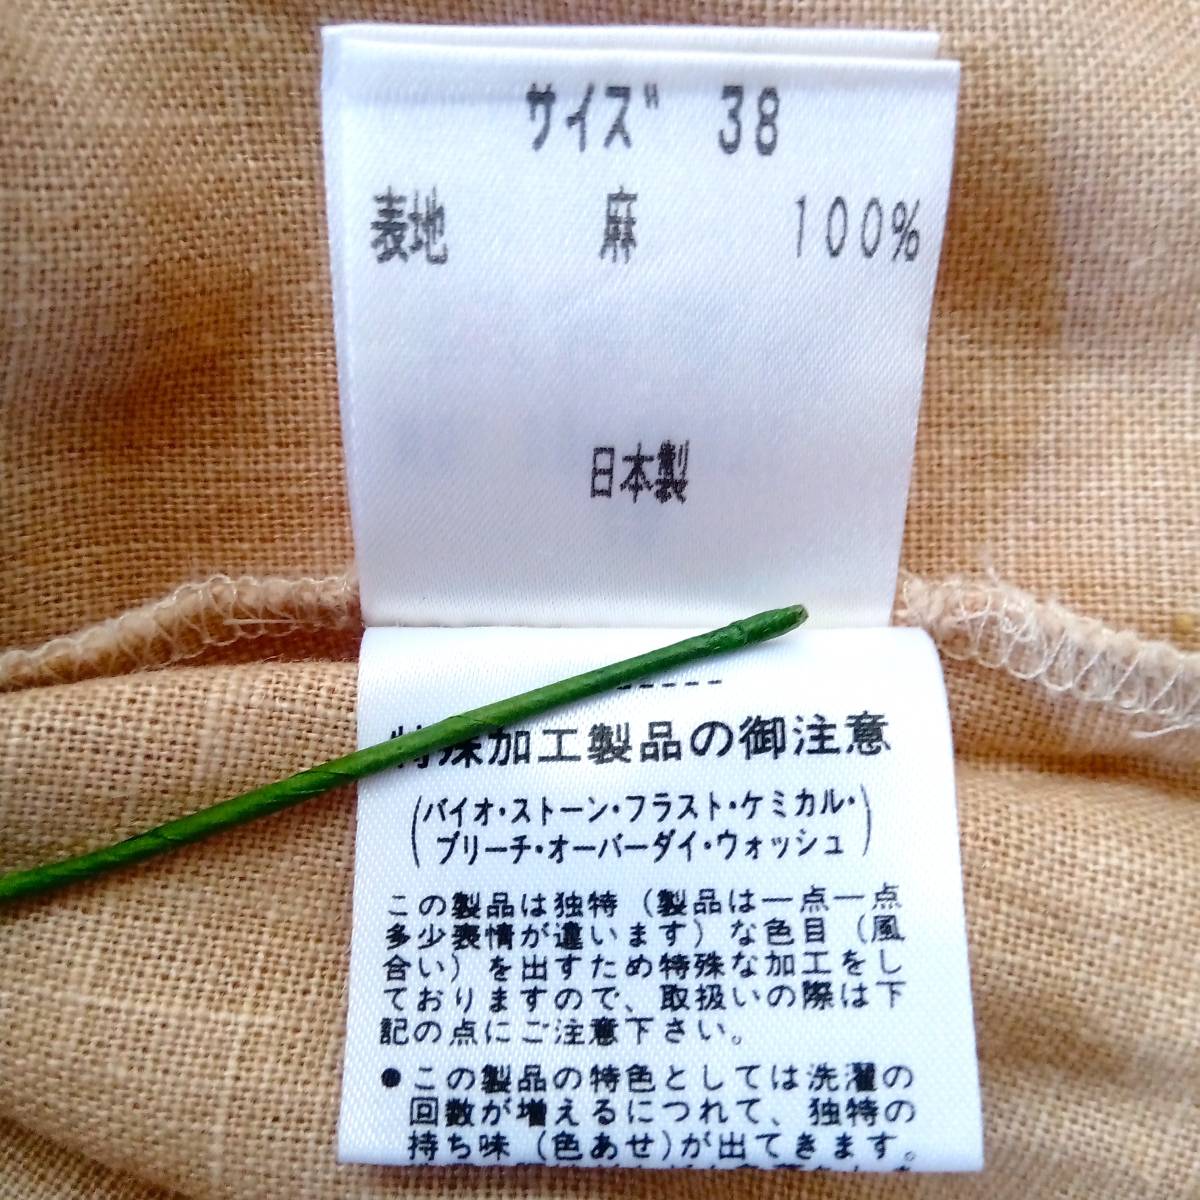 サイズ 38
表地 麻 100%
日本製
特殊加工製品の御注意
(バイオ・ストーン・フラスト・ケミカル・
ブリーチ・オーバーダイ・ウォッシュ)
この製品は独特(製品は一点一点
多少表情が違います)な色目(風
合い)を出すため特殊な加工をし
ておりますので、取扱いの際は下
記の点にご注意下さい。
●この製品の特色としては洗濯の
回数が増えるにつれて、独特の
持ち味(色あせ)が出てきます。